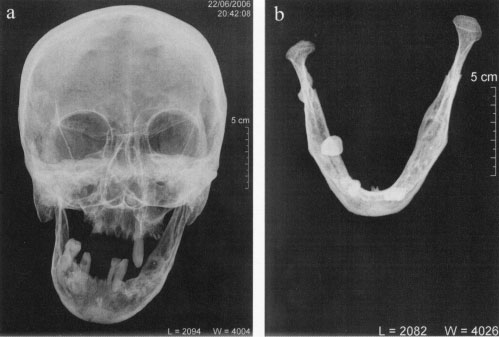 a
22/06/2006
20:42:08
5 cm
L = 2094 W = 4004
b
5 cm
L = 2082 W = 4026